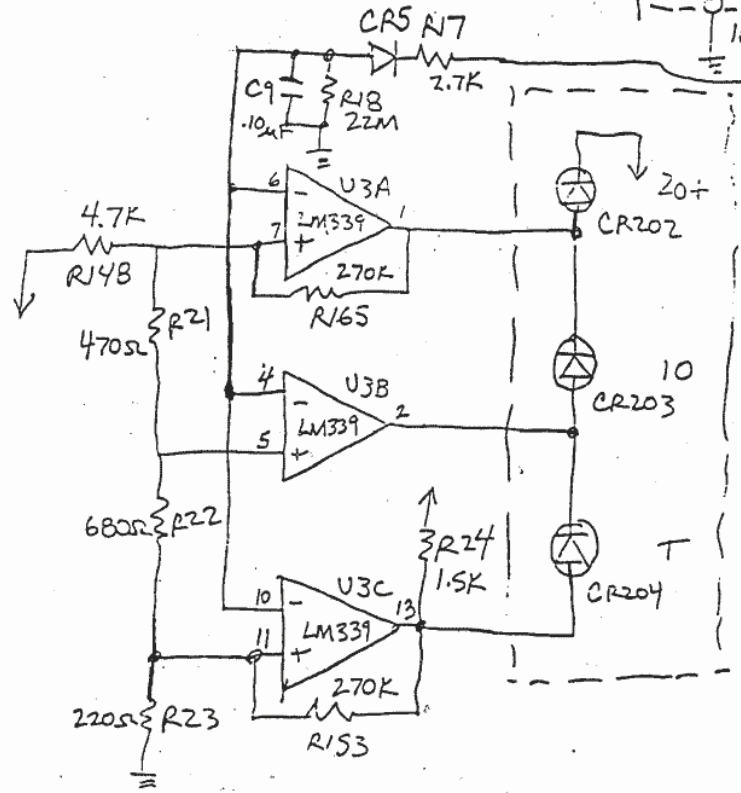 CR5 R17
2.7K
C9
.10µF
R18
22M
U3A
6
-
LM339
7
+
1
20+
CR202
4.7K
R148
270K
R165
R21
470Ω
U3B
4
-
LM339
5
+
2
10
CR203
680Ω R22
R24
1.5K
T
CR204
U3C
10
-
LM339
11
+
13
270K
R153
220Ω R23